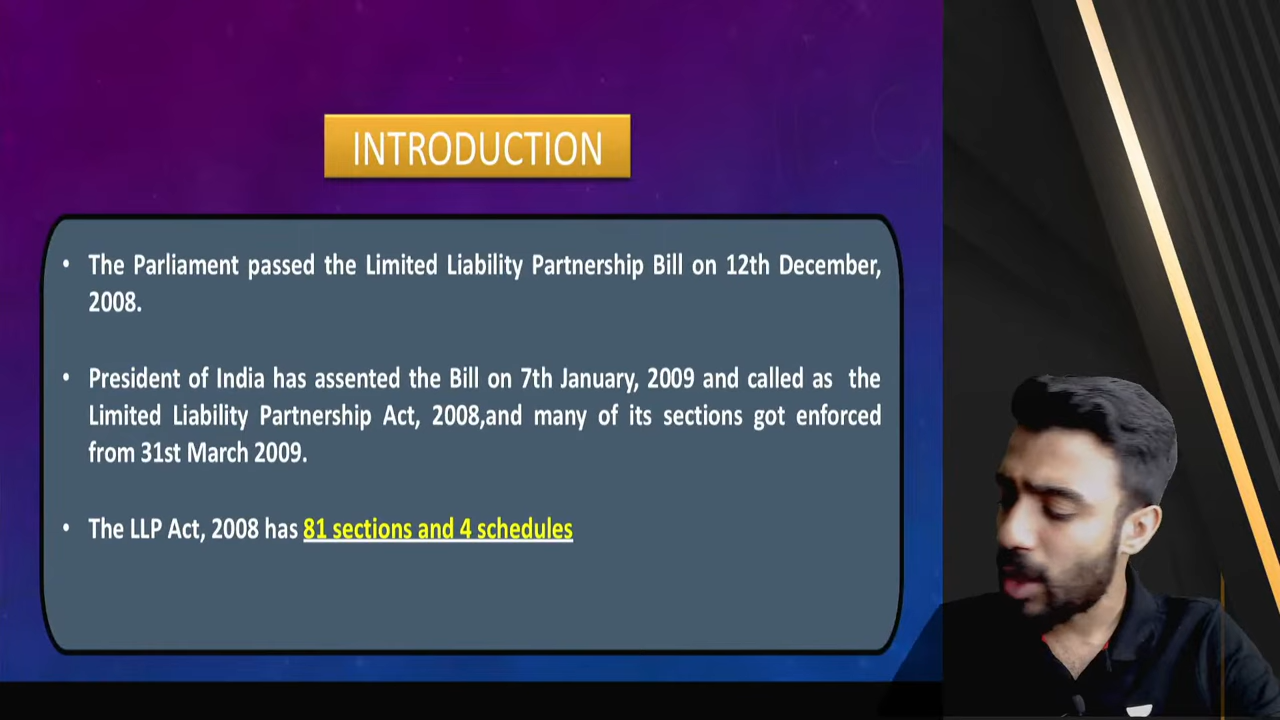 INTRODUCTION
• The Parliament passed the Limited Liability Partnership Bill on 12th December,
2008.
• President of India has assented the Bill on 7th January, 2009 and called as the
Limited Liability Partnership Act, 2008,and many of its sections got enforced
from 31st March 2009.
• The LLP Act, 2008 has 81 sections and 4 schedules